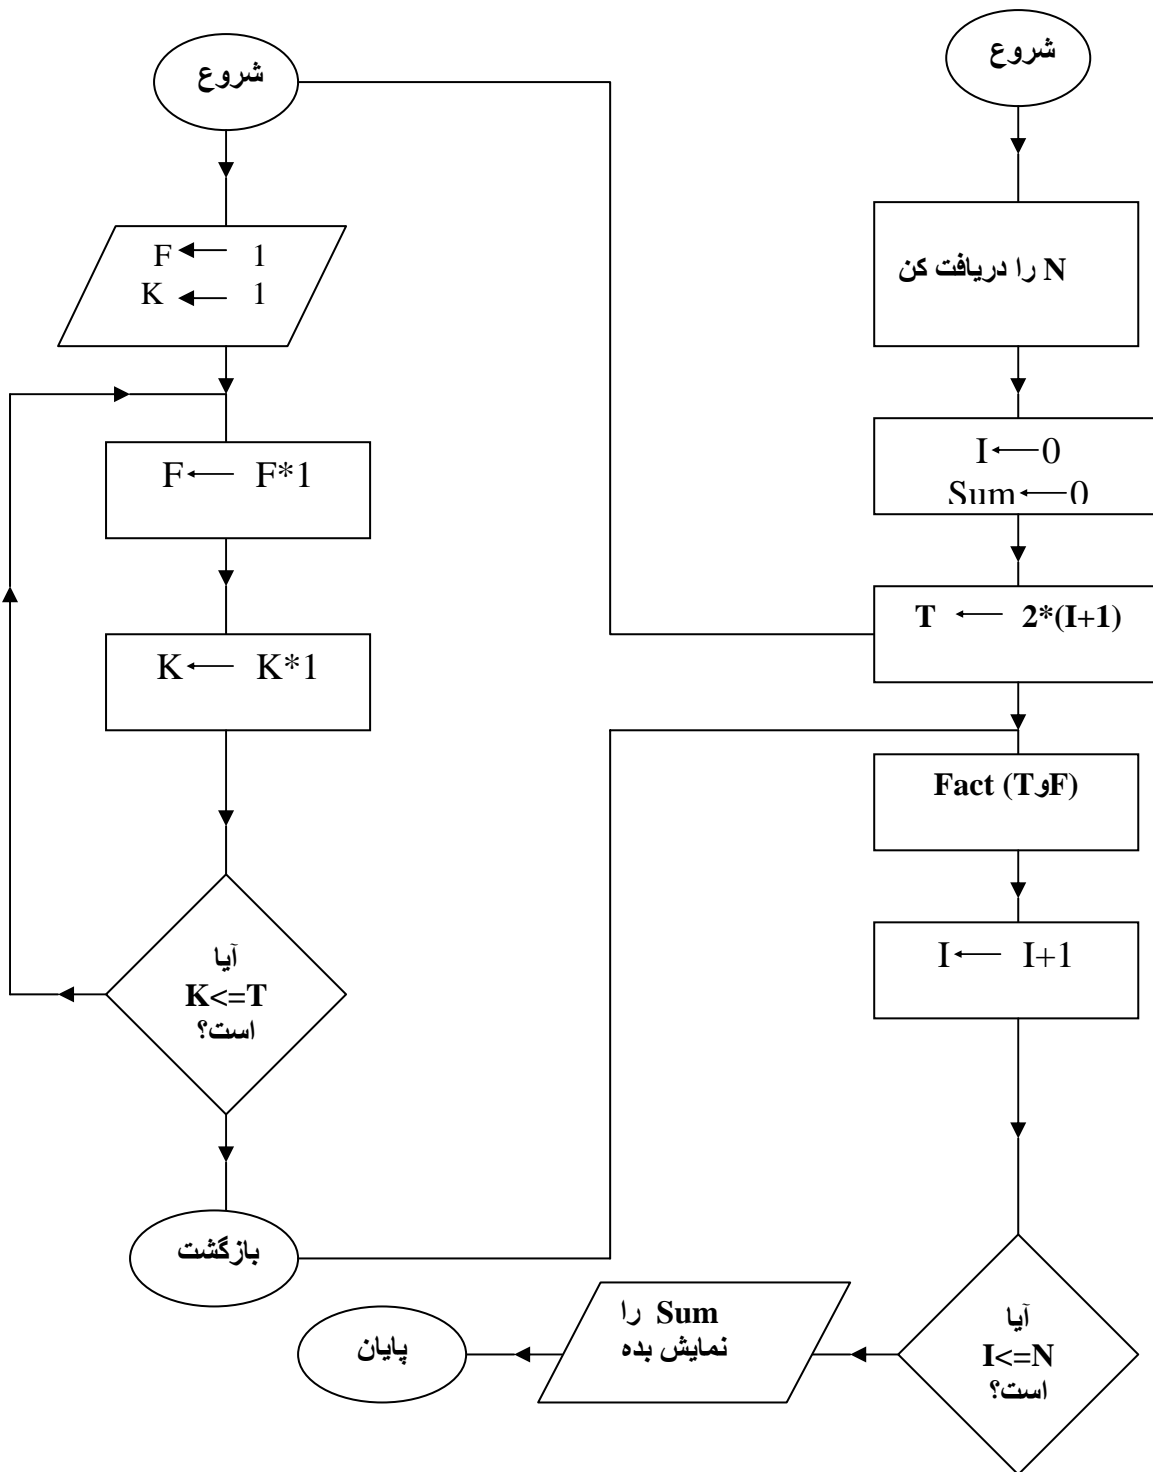 شروع
N را دریافت کن
I ← 0
Sum ← 0
T ← 2*(I+1)
Fact (TوF)
I ← I+1
آیا
I<=N
است؟
Sum را
نمایش بده
پایان
شروع
F ← 1
K ← 1
F ← F*1
K ← K*1
آیا
K<=T
است؟
بازگشت